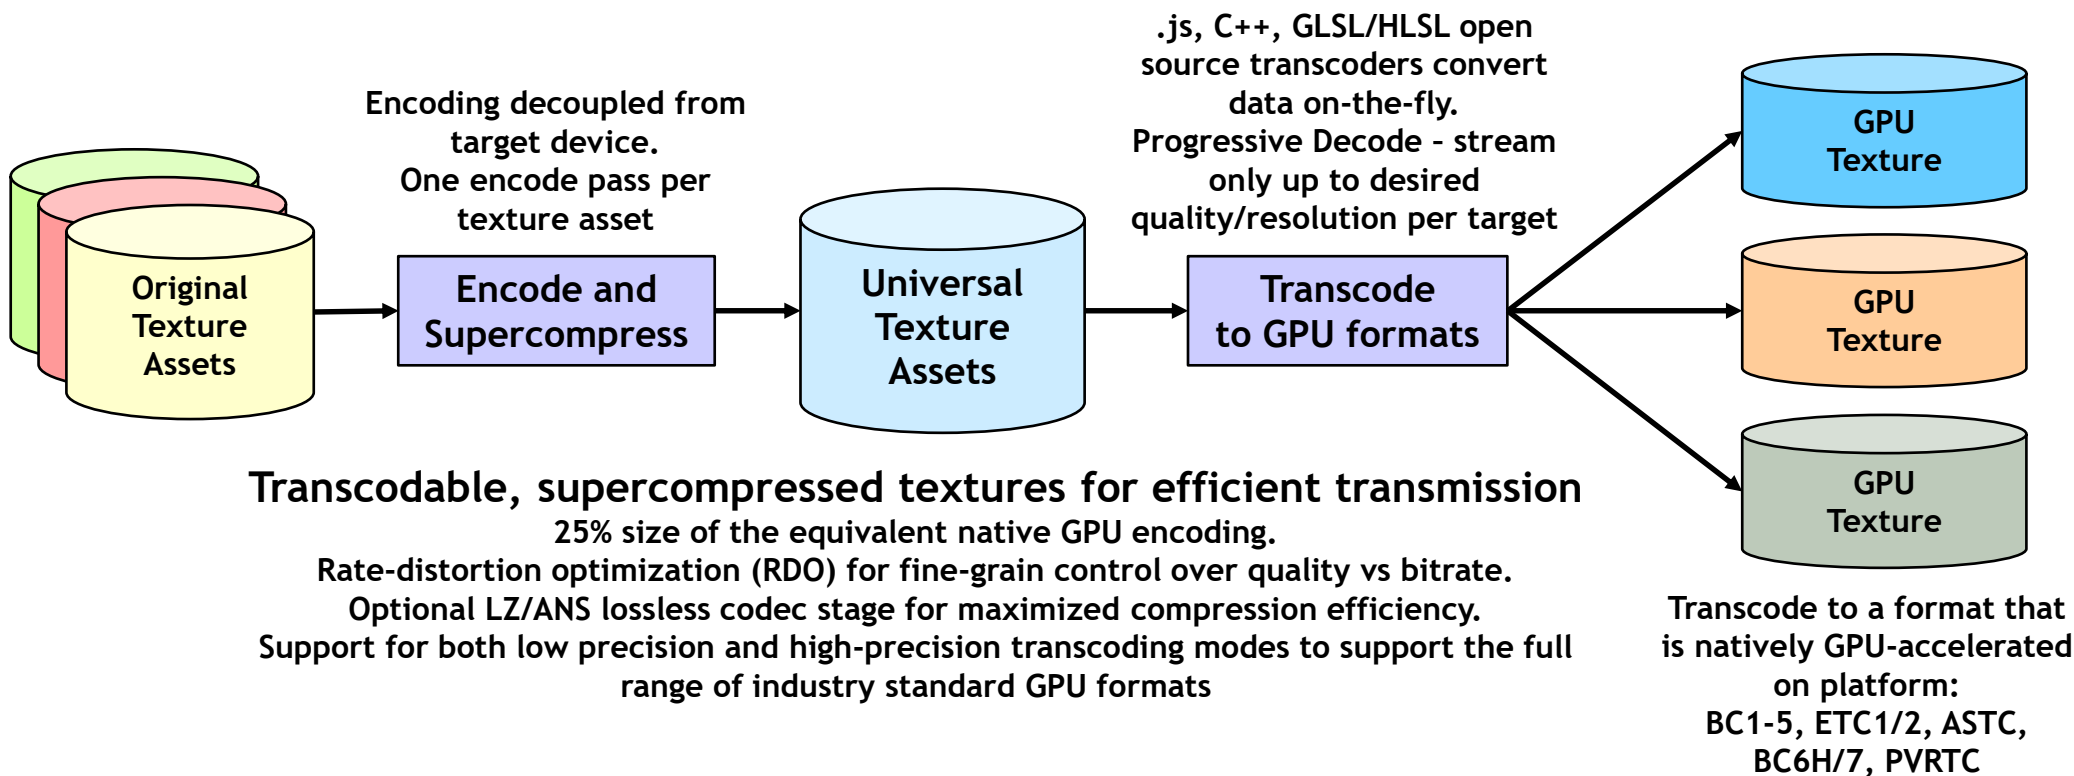 Encoding decoupled from
target device.
One encode pass per
texture asset
.js, C++, GLSL/HLSL open
source transcoders convert
data on-the-fly.
Progressive Decode – stream
only up to desired
quality/resolution per target
Original
Texture
Assets
Encode and
Supercompress
Universal
Texture
Assets
Transcode
to GPU formats
GPU
Texture
GPU
Texture
GPU
Texture
Transcodable, supercompressed textures for efficient transmission
25% size of the equivalent native GPU encoding.
Rate-distortion optimization (RDO) for fine-grain control over quality vs bitrate.
Optional LZ/ANS lossless codec stage for maximized compression efficiency.
Support for both low precision and high-precision transcoding modes to support the full
range of industry standard GPU formats
Transcode to a format that
is natively GPU-accelerated
on platform:
BC1-5, ETC1/2, ASTC,
BC6H/7, PVRTC